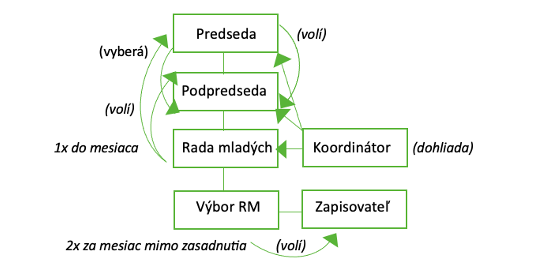 Predseda
(volí)
(vyberá)
Podpredseda
(volí)
1x do mesiaca
Rada mladých
Koordinátor
(dohliada)
Výbor RM
Zapisovateľ
2x za mesiac mimo zasadnutia
(volí)